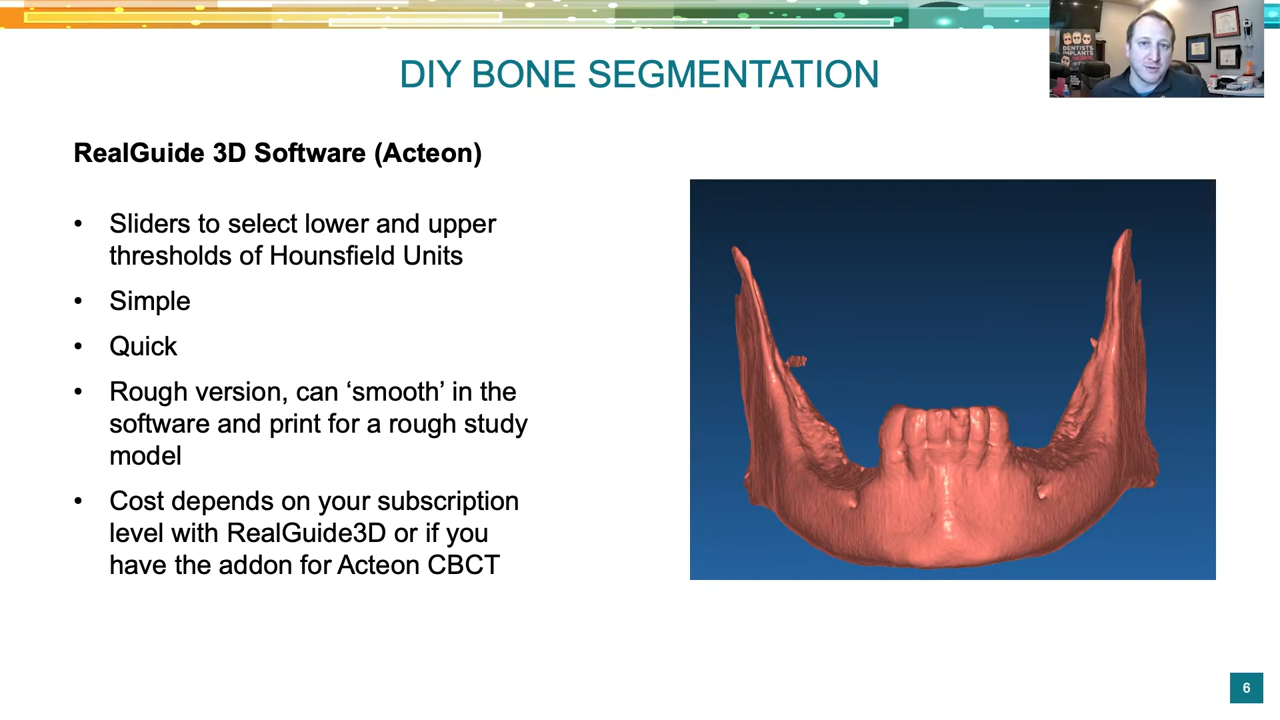 DIY BONE SEGMENTATION
DENTISTS
IMPLANTS
RealGuide 3D Software (Acteon)
• Sliders to select lower and upper
thresholds of Hounsfield Units
• Simple
• Quick
• Rough version, can ‘smooth’ in the
software and print for a rough study
model
• Cost depends on your subscription
level with RealGuide3D or if you
have the addon for Acteon CBCT
6